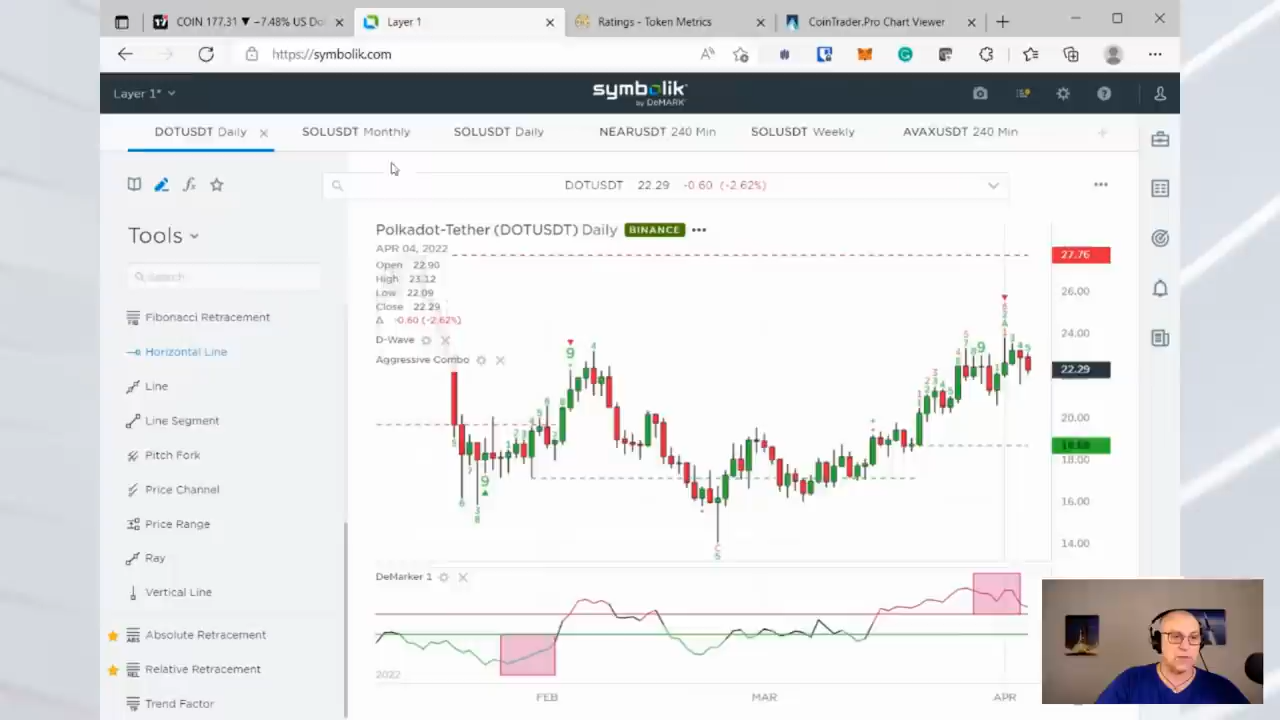 COIN 177.31 ▼ −7.48% US Do
Layer 1
Ratings - Token Metrics
CoinTrader.Pro Chart Viewer
https://symbolik.com
Layer 1*
symbolik
by DeMARK
DOTUSDT Daily
SOLUSDT Monthly
SOLUSDT Daily
NEARUSDT 240 Min
SOLUSDT Weekly
AVAXUSDT 240 Min
DOTUSDT 22.29 -0.60 (-2.62%)
Tools
Search
Fibonacci Retracement
Horizontal Line
Line
Line Segment
Pitch Fork
Price Channel
Price Range
Ray
Vertical Line
Absolute Retracement
Relative Retracement
Trend Factor
Polkadot-Tether (DOTUSDT) Daily BINANCE
APR 04, 2022
Open 22.90
High 23.12
Low 22.09
Close 22.29
Δ -0.60 (-2.62%)
D-Wave
Aggressive Combo
27.76
26.00
24.00
22.29
20.00
18.00
16.00
14.00
DeMarker 1
2022
FEB
MAR
APR